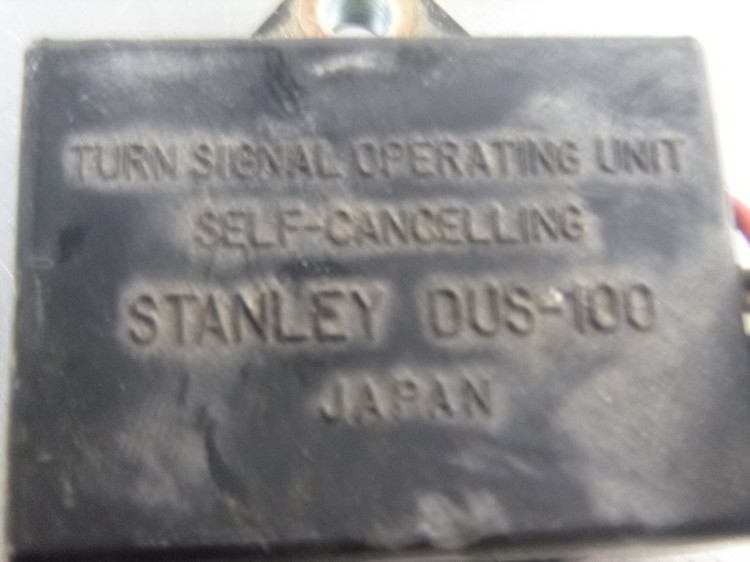 TURN SIGNAL OPERATING UNIT
SELF-CANCELLING
STANLEY DUS-100
JAPAN